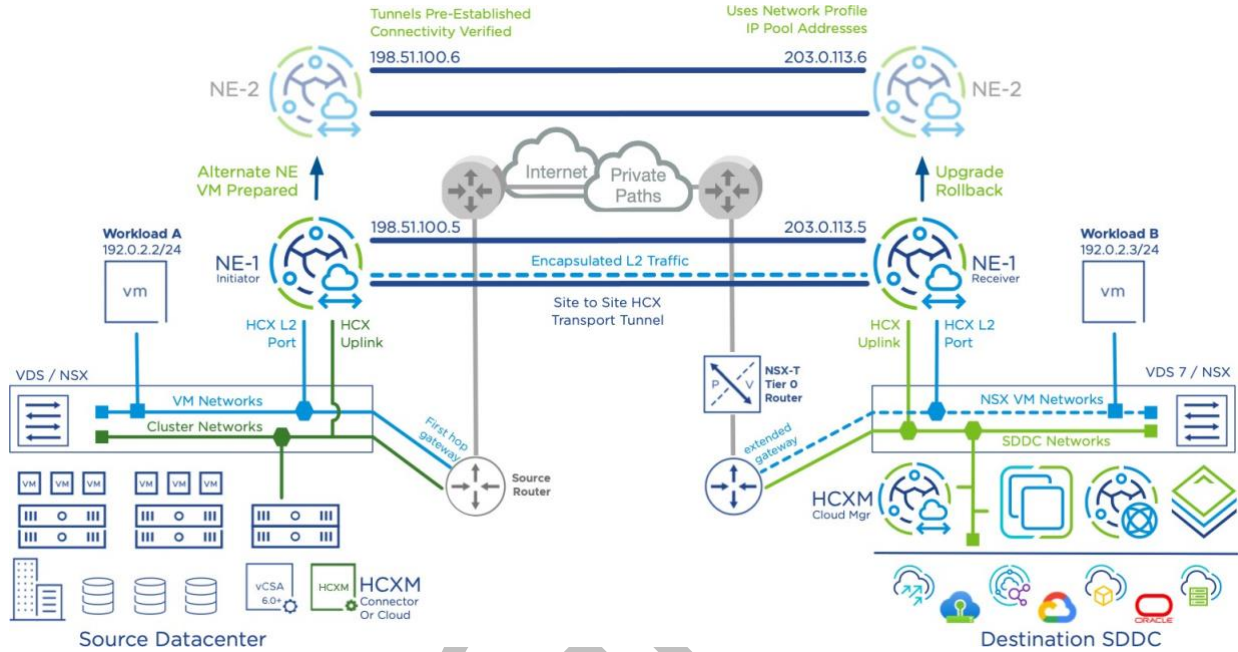 Tunnels Pre-Established
Connectivity Verified
Uses Network Profile
IP Pool Addresses
198.51.100.6
203.0.113.6
NE-2
NE-2
Alternate NE
VM Prepared
Internet
Private
Paths
Upgrade
Rollback
Workload A
192.0.2.2/24
vm
198.51.100.5
203.0.113.5
Workload B
192.0.2.3/24
vm
NE-1
Initiator
Encapsulated L2 Traffic
NE-1
Receiver
Site to Site HCX
Transport Tunnel
HCX L2
Port
HCX
Uplink
HCX
Uplink
HCX L2
Port
P V
NSX-T
Tier 0
Router
VDS / NSX
VM Networks
Cluster Networks
First hop
gateway
Source
Router
extended
gateway
VDS 7 / NSX
NSX VM Networks
SDDC Networks
VM VM VM
VM VM VM
HCXM
Cloud Mgr
vCSA
6.0+
HCXM
HCXM
Connector
Or Cloud
ORACLE
Source Datacenter
Destination SDDC